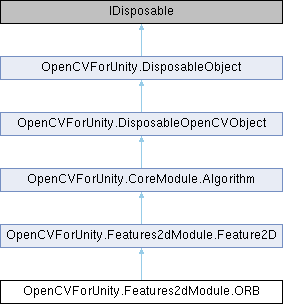 IDisposable
OpenCVForUnity.DisposableObject
OpenCVForUnity.DisposableOpenCVObject
OpenCVForUnity.CoreModule.Algorithm
OpenCVForUnity.Features2dModule.Feature2D
OpenCVForUnity.Features2dModule.ORB